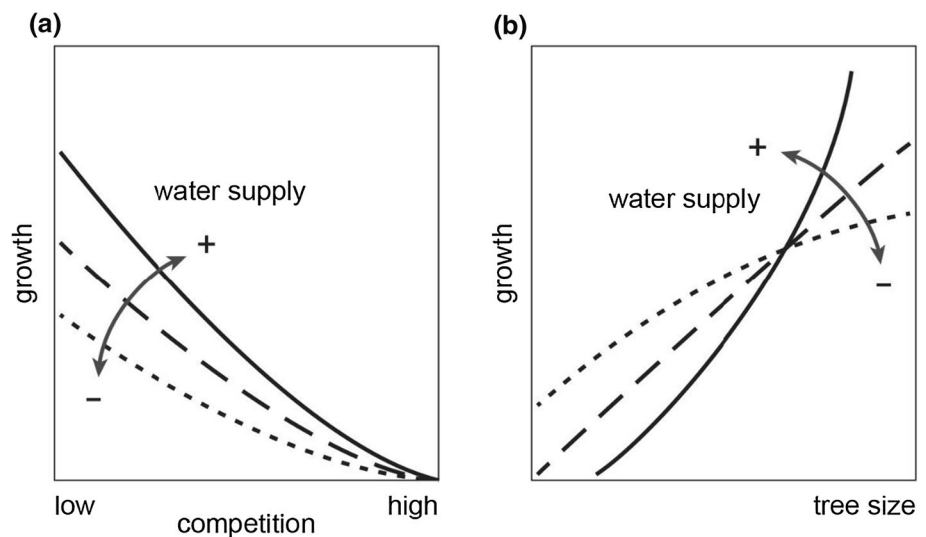 (a)
water supply
+
−
growth
low
high
competition
(b)
+
water supply
−
growth
tree size